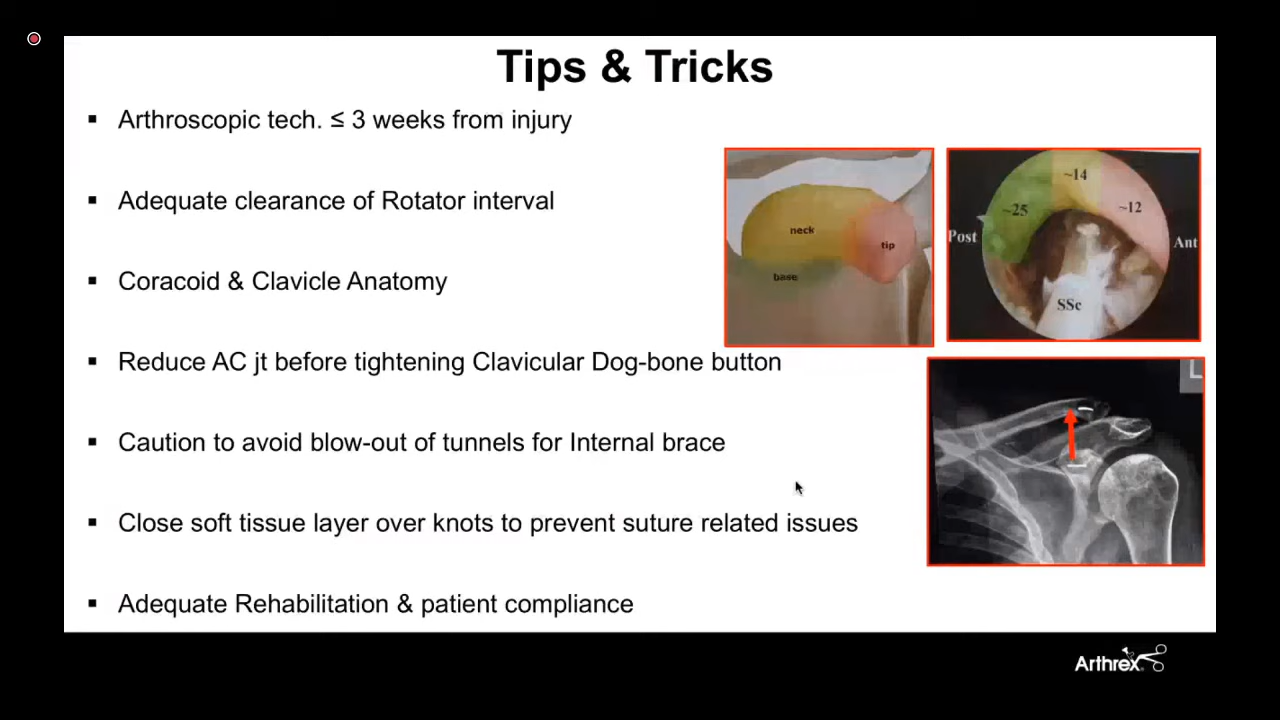 Tips & Tricks
▪ Arthroscopic tech. ≤ 3 weeks from injury
▪ Adequate clearance of Rotator interval
▪ Coracoid & Clavicle Anatomy
▪ Reduce AC jt before tightening Clavicular Dog-bone button
▪ Caution to avoid blow-out of tunnels for Internal brace
▪ Close soft tissue layer over knots to prevent suture related issues
▪ Adequate Rehabilitation & patient compliance
neck
tip
base
~14
~25
~12
Post
Ant
SSc
L
Arthrex